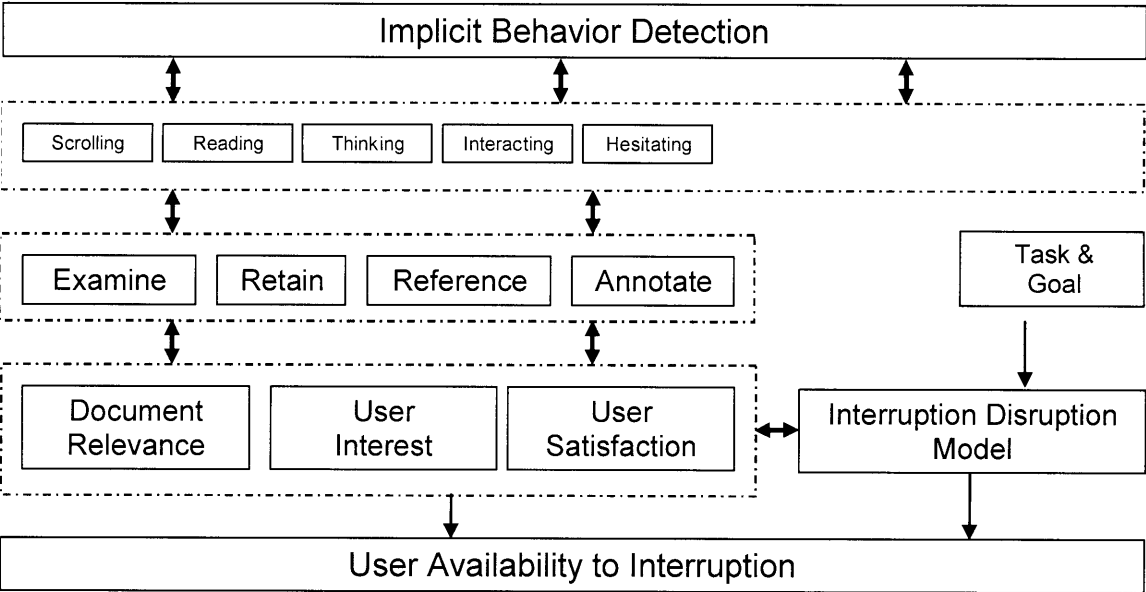 Implicit Behavior Detection
Scrolling
Reading
Thinking
Interacting
Hesitating
Examine
Retain
Reference
Annotate
Task &
Goal
Document
Relevance
User
Interest
User
Satisfaction
Interruption Disruption
Model
User Availability to Interruption